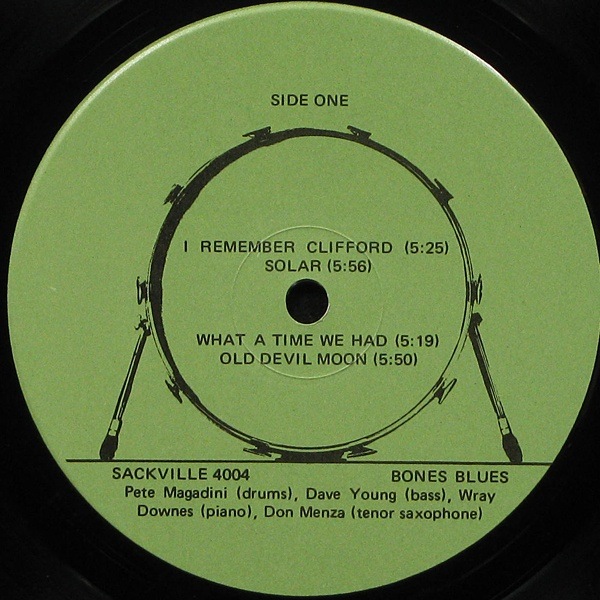 SIDE ONE
I REMEMBER CLIFFORD (5:25)
SOLAR (5:56)
WHAT A TIME WE HAD (5:19)
OLD DEVIL MOON (5:50)
SACKVILLE 4004 BONES BLUES
Pete Magadini (drums), Dave Young (bass), Wray
Downes (piano), Don Menza (tenor saxophone)